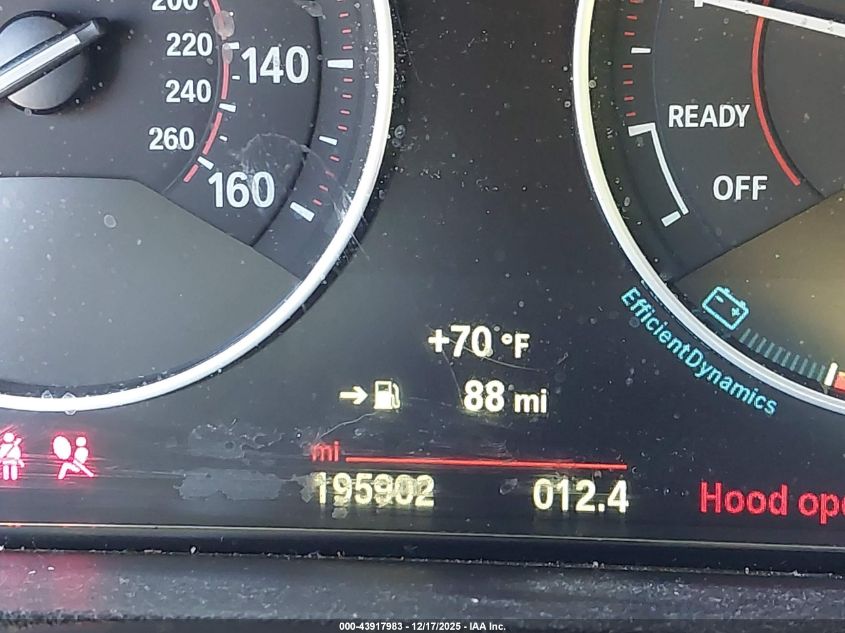 200
220
240
260
140
160
READY
OFF
EfficientDynamics
+70 °F
88 mi
mi
195902
012.4
Hood ope
000-43917983 - 12/17/2025 - IAA Inc.